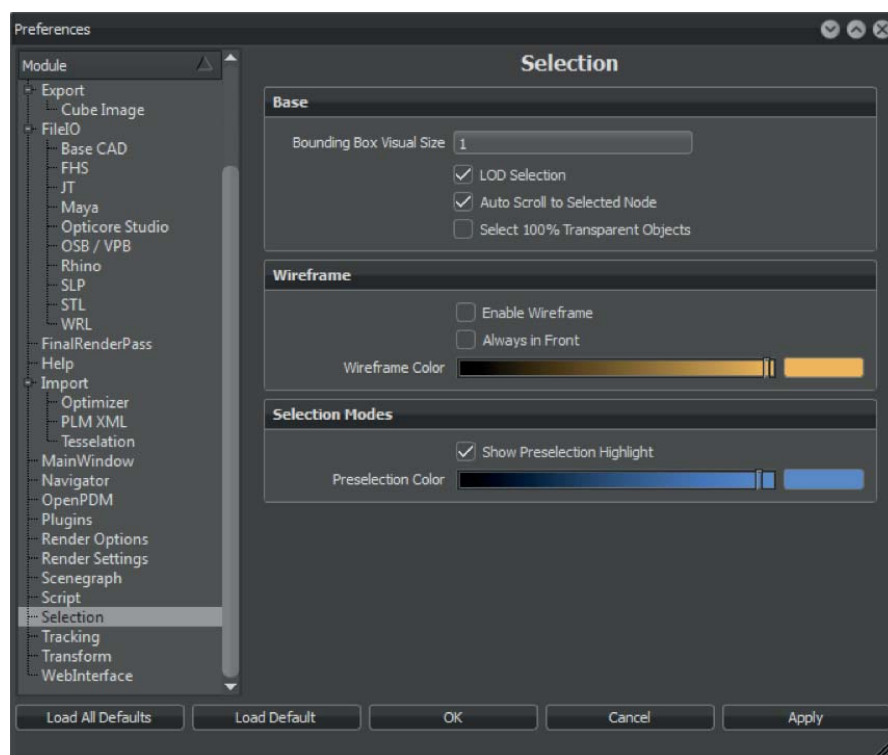 Preferences
Module
Export
Cube Image
FileIO
Base CAD
FHS
JT
Maya
Opticore Studio
OSB / VPB
Rhino
SLP
STL
WRL
FinalRenderPass
Help
Import
Optimizer
PLM XML
Tesselation
MainWindow
Navigator
OpenPDM
Plugins
Render Options
Render Settings
Scenegraph
Script
Selection
Tracking
Transform
WebInterface
Selection
Base
Bounding Box Visual Size 1
LOD Selection
Auto Scroll to Selected Node
Select 100% Transparent Objects
Wireframe
Enable Wireframe
Always in Front
Wireframe Color
Selection Modes
Show Preselection Highlight
Preselection Color
Load All Defaults Load Default OK Cancel Apply